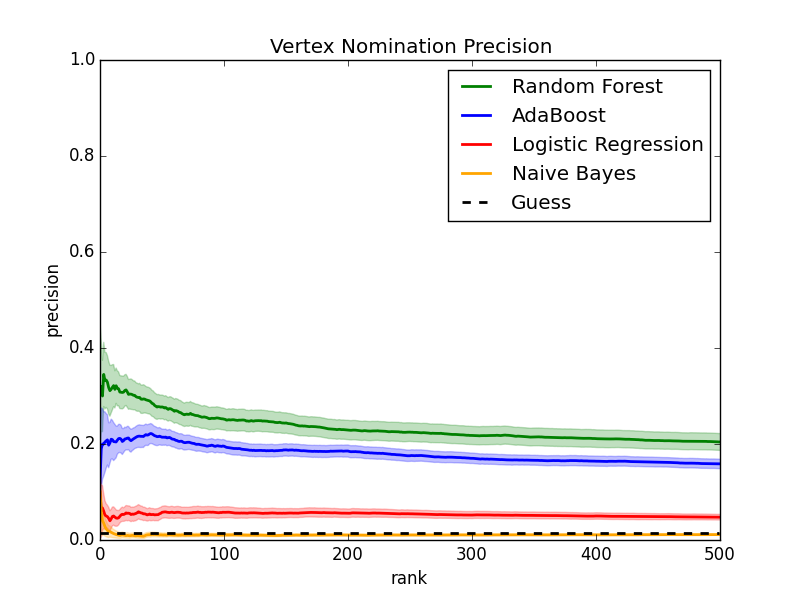 Vertex Nomination Precision
1.0
0.8
0.6
0.4
0.2
0.0
precision
Random Forest
AdaBoost
Logistic Regression
Naive Bayes
Guess
0 100 200 300 400 500
rank